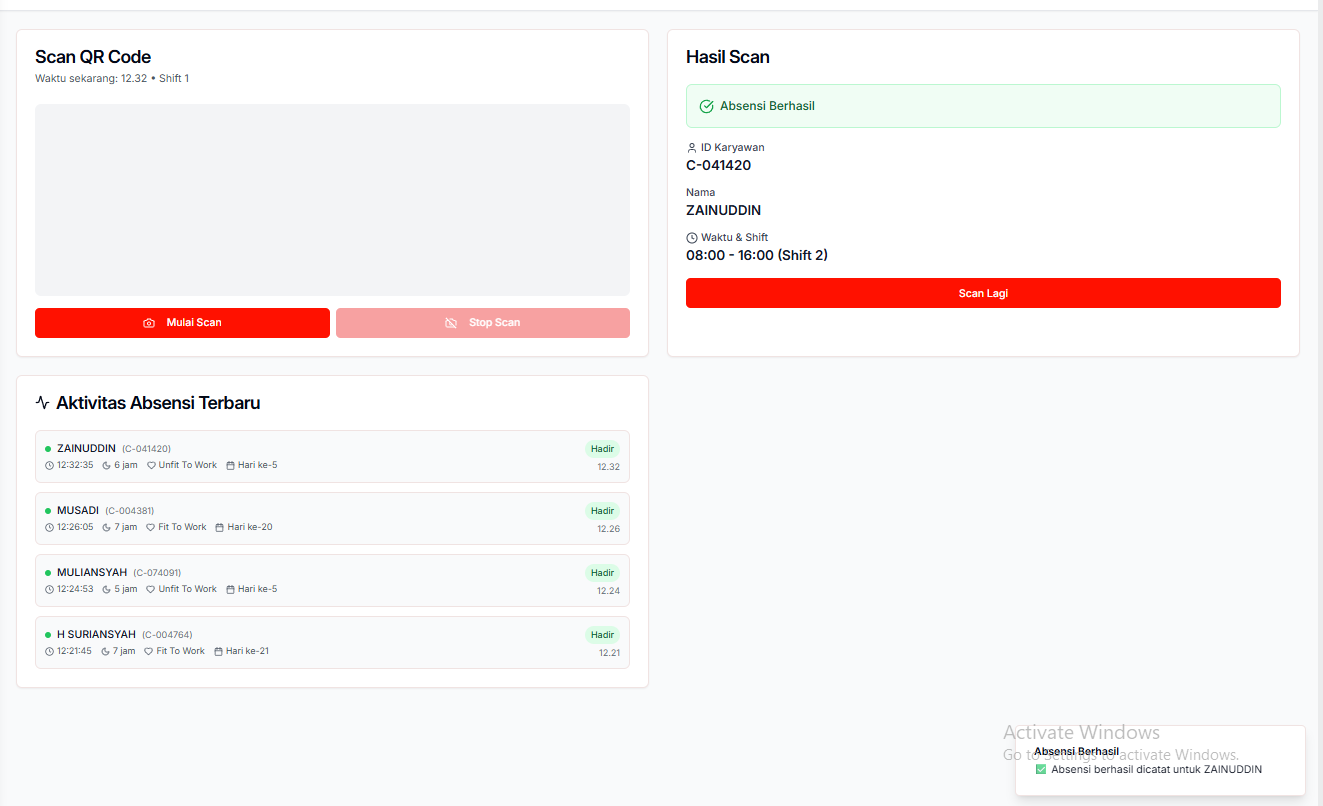 Scan QR Code
Waktu sekarang: 12.32 • Shift 1
Mulai Scan
Stop Scan
Hasil Scan
Absensi Berhasil
ID Karyawan
C-041420
Nama
ZAINUDDIN
Waktu & Shift
08:00 - 16:00 (Shift 2)
Scan Lagi
Aktivitas Absensi Terbaru
ZAINUDDIN (C-041420) Hadir
12:32:35 6 jam Unfit To Work Hari ke-5 12.32
MUSADI (C-004381) Hadir
12:26:05 7 jam Fit To Work Hari ke-20 12.26
MULIANSYAH (C-074091) Hadir
12:24:53 5 jam Unfit To Work Hari ke-5 12.24
H SURIANSYAH (C-004764) Hadir
12:21:45 7 jam Fit To Work Hari ke-21 12.21
Activate Windows
Go to Settings to activate Windows.
Absensi Berhasil
✅ Absensi berhasil dicatat untuk ZAINUDDIN